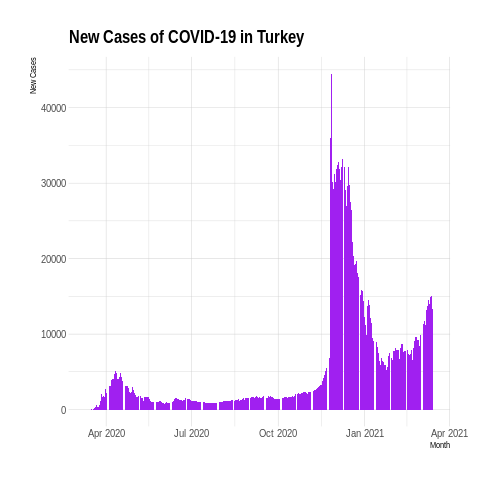 New Cases of COVID-19 in Turkey
New Cases
40000
30000
20000
10000
0
Apr 2020 Jul 2020 Oct 2020 Jan 2021 Apr 2021
Month